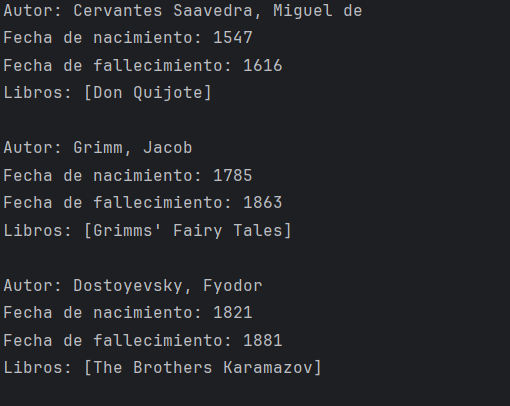 Autor: Cervantes Saavedra, Miguel de
Fecha de nacimiento: 1547
Fecha de fallecimiento: 1616
Libros: [Don Quijote]
Autor: Grimm, Jacob
Fecha de nacimiento: 1785
Fecha de fallecimiento: 1863
Libros: [Grimms' Fairy Tales]
Autor: Dostoyevsky, Fyodor
Fecha de nacimiento: 1821
Fecha de fallecimiento: 1881
Libros: [The Brothers Karamazov]